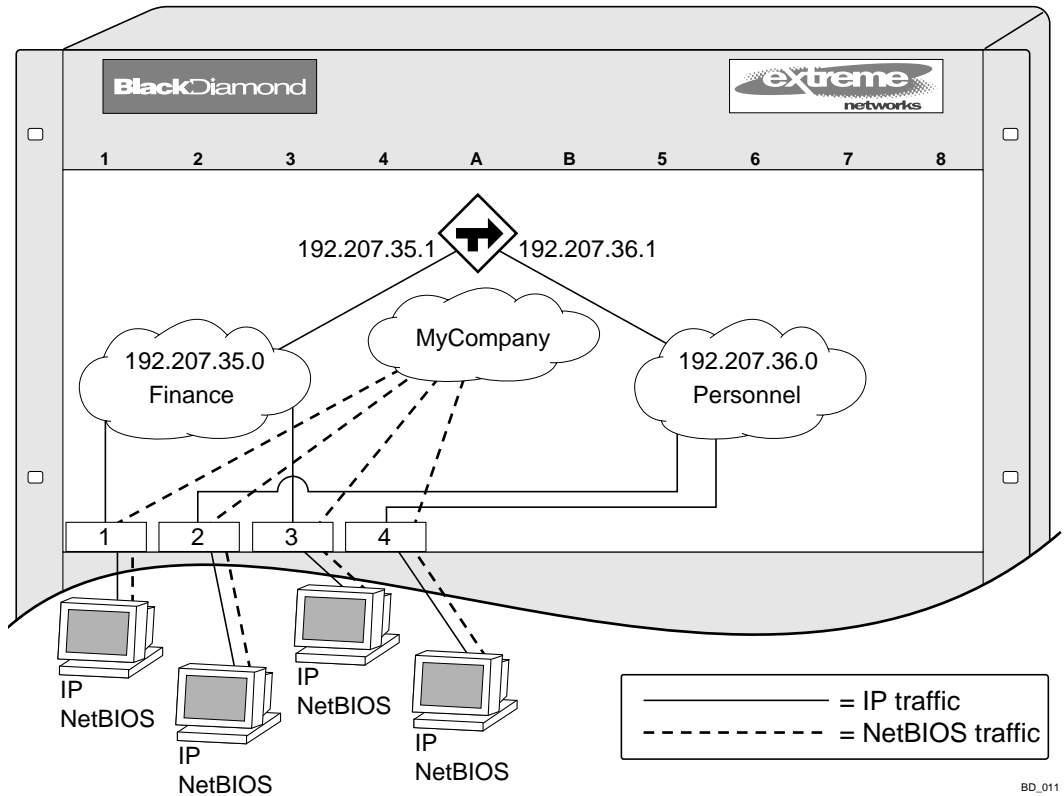 BlackDiamond
extreme
networks
1 2 3 4 A B 5 6 7 8
192.207.35.1
192.207.36.1
MyCompany
192.207.35.0
Finance
192.207.36.0
Personnel
1 2 3 4
IP
NetBIOS
IP
NetBIOS
IP
NetBIOS
IP
NetBIOS
= IP traffic
= NetBIOS traffic
BD_011